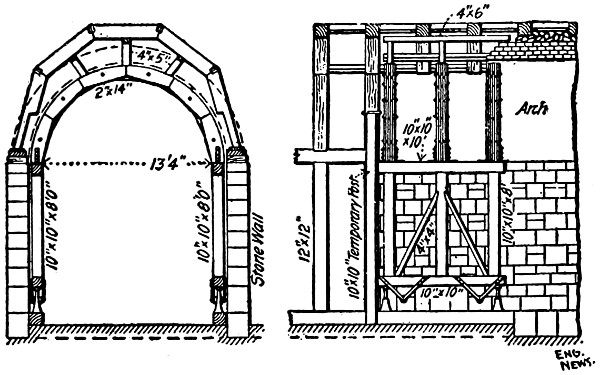 4"x5"
2"x14"
13'4"
10"x10"x8'0"
10"x10"x8'0"
Stone Wall
4"x6"
Arch
10"x10"
x10'
12"x12"
10"x10" Temporary Post
4"x4"
10"x10"x8'
10"x10"
ENG.
NEWS.